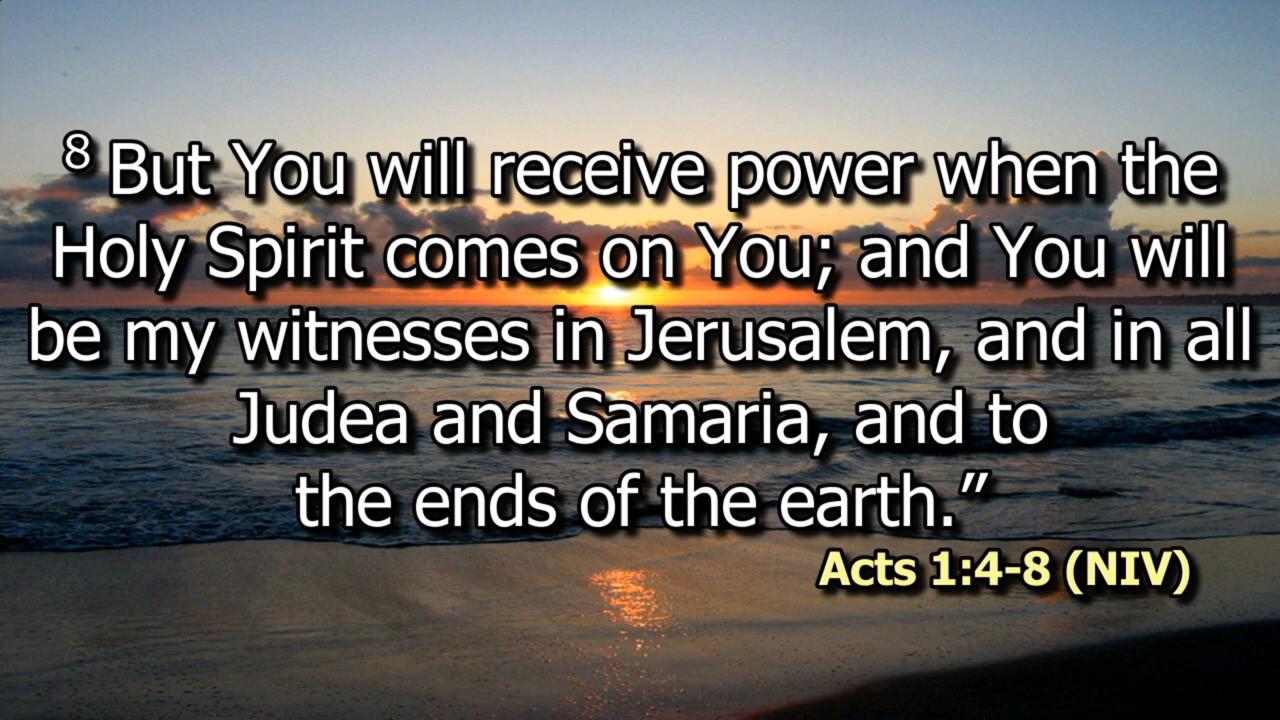 8 But You will receive power when the
Holy Spirit comes on You; and You will
be my witnesses in Jerusalem, and in all
Judea and Samaria, and to
the ends of the earth.”
Acts 1:4-8 (NIV)